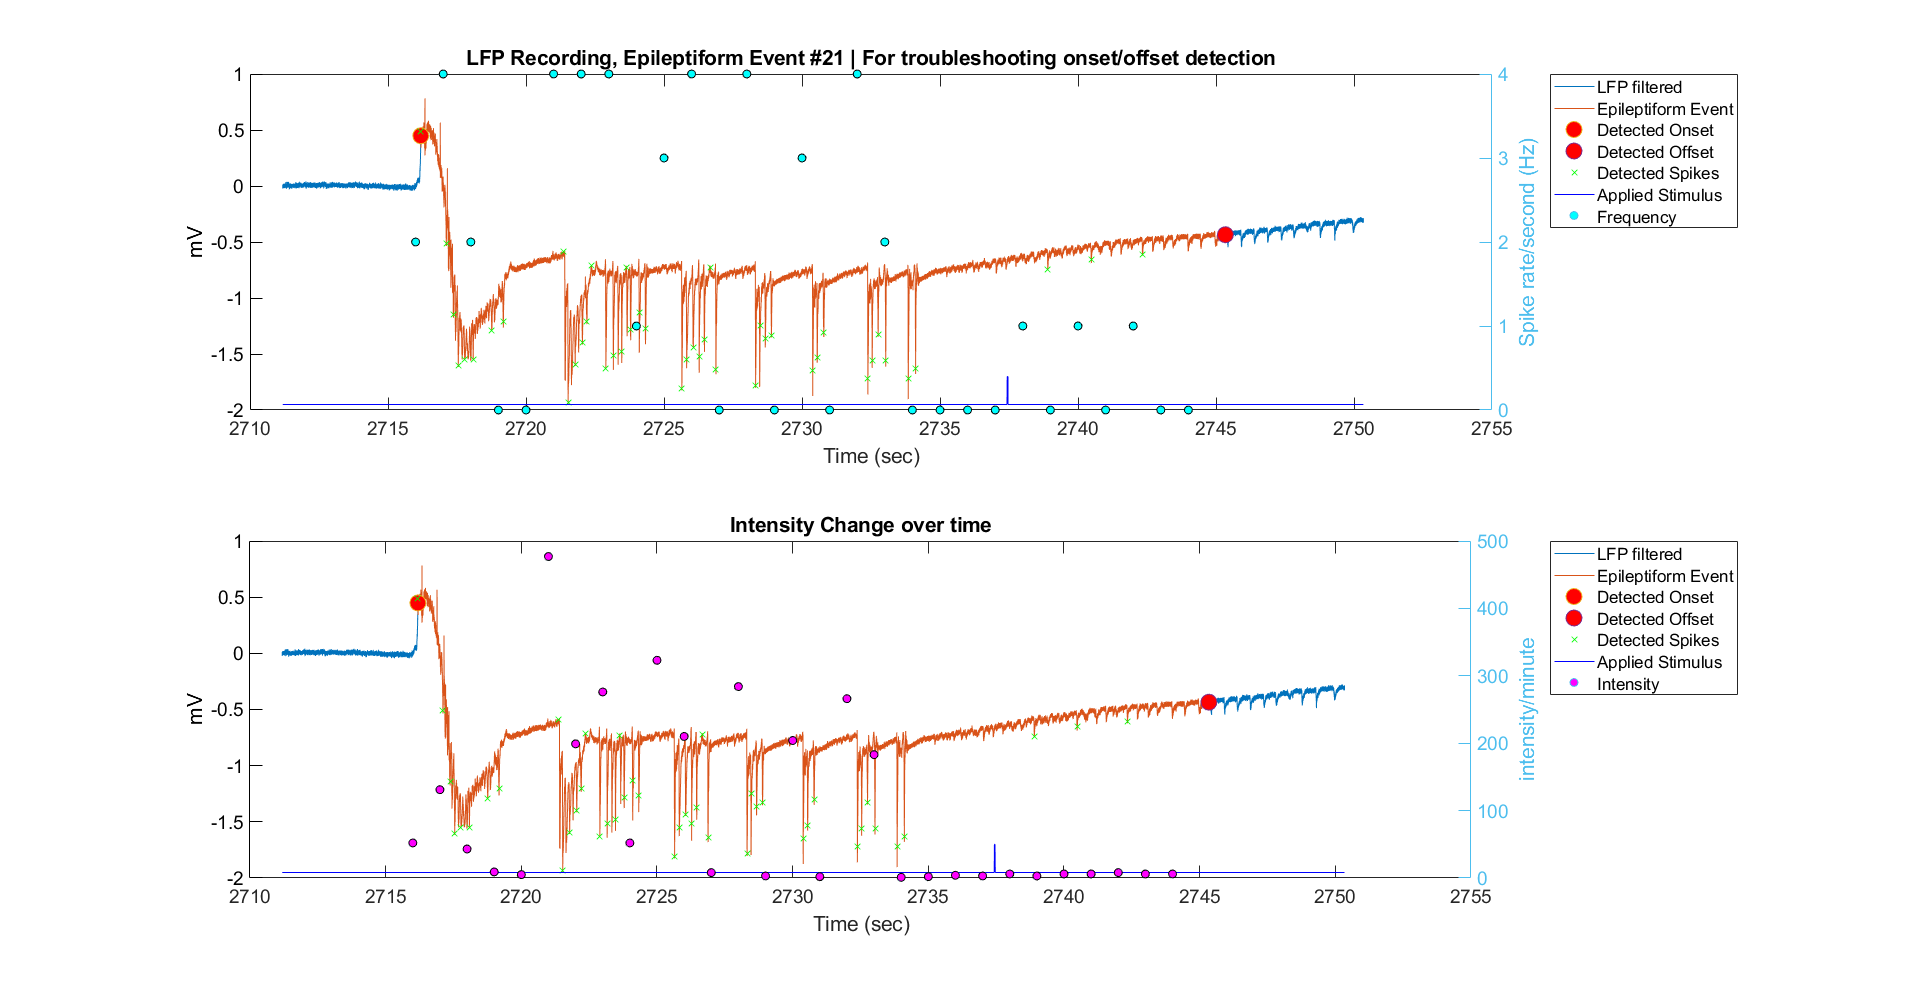 LFP Recording, Epileptiform Event #21 | For troubleshooting onset/offset detection
1
0.5
0
-0.5
-1
-1.5
-2
mV
4
3
2
1
0
Spike rate/second (Hz)
2710 2715 2720 2725 2730 2735 2740 2745 2750 2755
Time (sec)
LFP filtered
Epileptiform Event
Detected Onset
Detected Offset
Detected Spikes
Applied Stimulus
Frequency
Intensity Change over time
1
0.5
0
-0.5
-1
-1.5
-2
mV
500
400
300
200
100
0
intensity/minute
2710 2715 2720 2725 2730 2735 2740 2745 2750 2755
Time (sec)
LFP filtered
Epileptiform Event
Detected Onset
Detected Offset
Detected Spikes
Applied Stimulus
Intensity